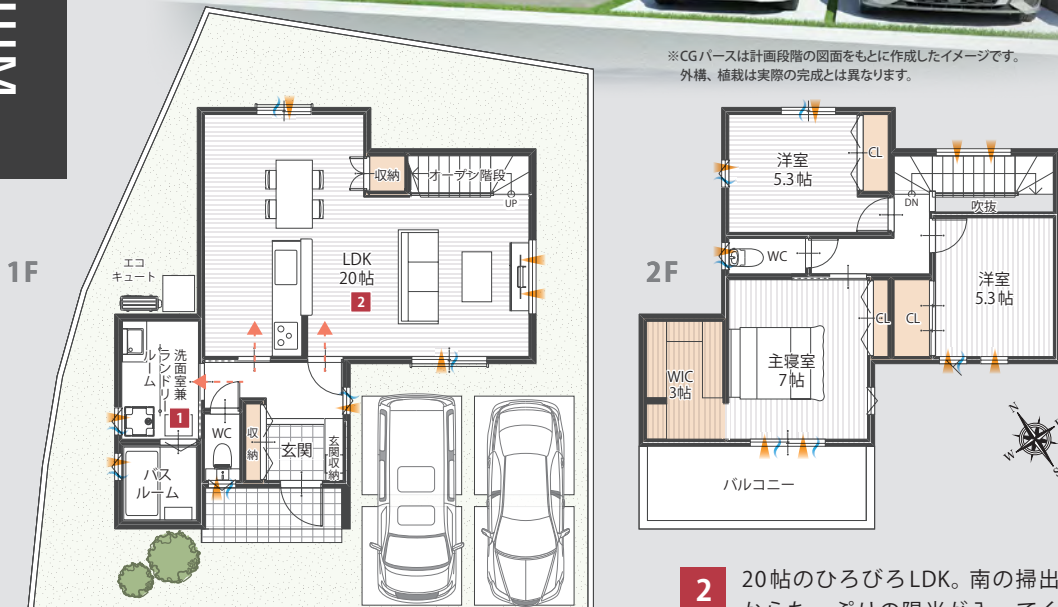 ※CGパースは計画段階の図面をもとに作成したイメージです。
外構、植栽は実際の完成とは異なります。
1F
エコ
キュート
収納
オープン階段
UP
LDK
20帖
2
洗面室兼
ランドリー
ルーム
1
WC
収納
玄関
玄関収納
バス
ルーム
2F
洋室
5.3帖
CL
DN
吹抜
WC
洋室
5.3帖
CL
CL
主寝室
7帖
WIC
3帖
バルコニー
N
W
S
2
20帖のひろびろLDK。南の掃出